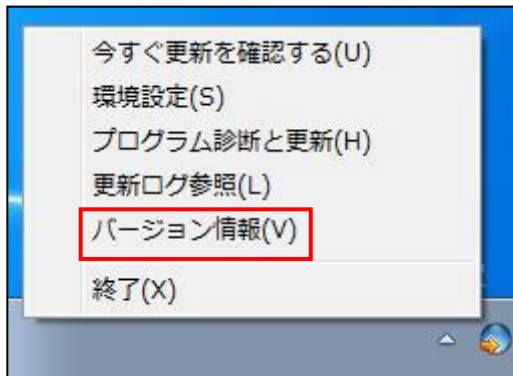 今すぐ更新を確認する(U)
環境設定(S)
プログラム診断と更新(H)
更新ログ参照(L)
バージョン情報(V)
終了(X)